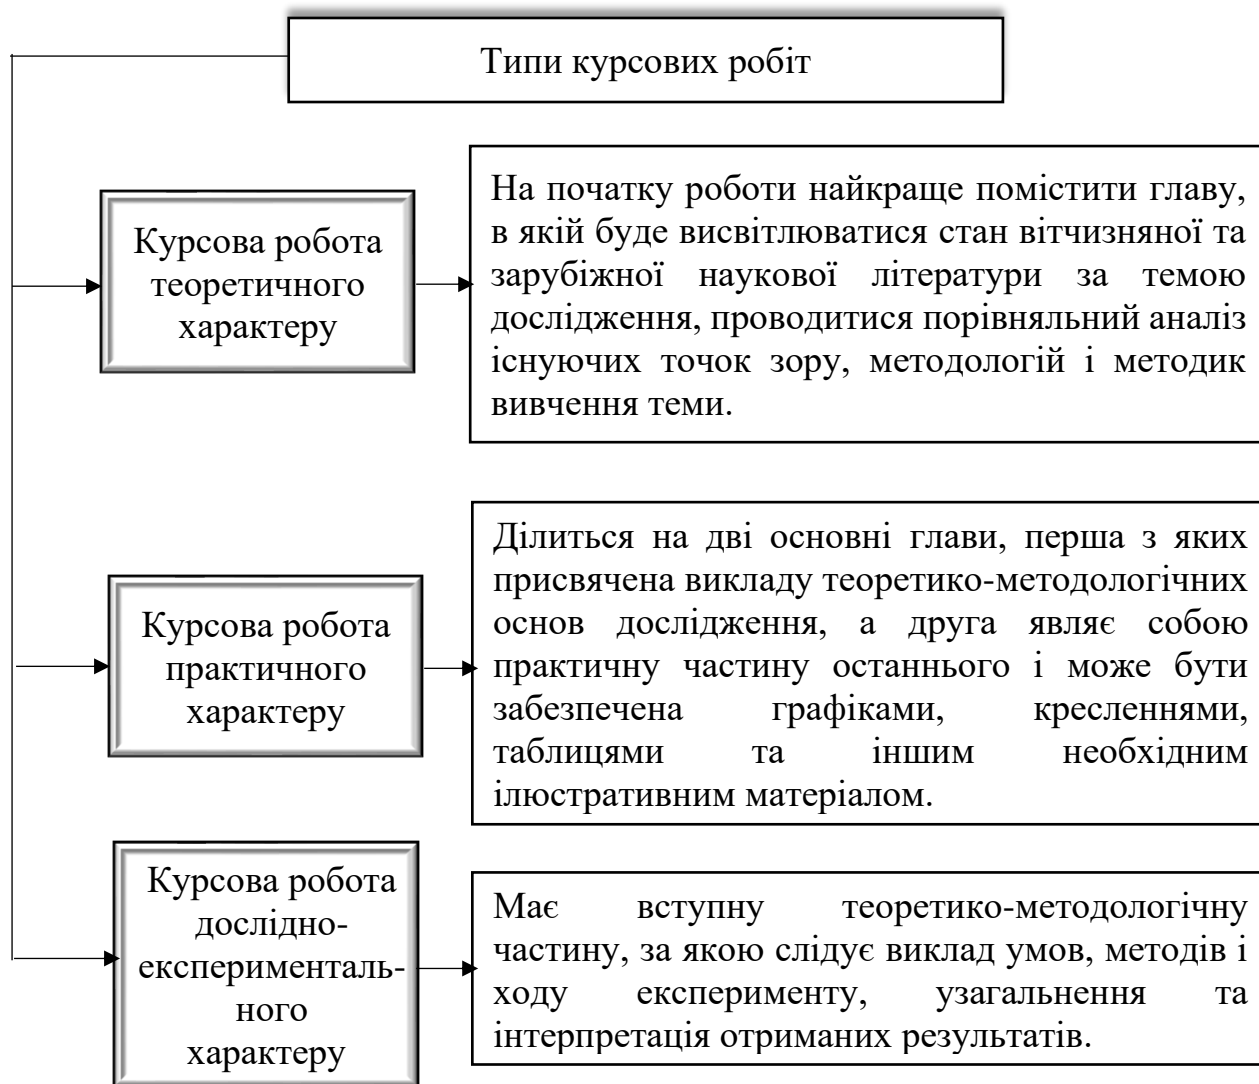 Типи курсових робіт
Курсова робота
теоретичного
характеру
На початку роботи найкраще помістити главу,
в якій буде висвітлюватися стан вітчизняної та
зарубіжної наукової літератури за темою
дослідження, проводитися порівняльний аналіз
існуючих точок зору, методологій і методик
вивчення теми.
Курсова робота
практичного
характеру
Ділиться на дві основні глави, перша з яких
присвячена викладу теоретико-методологічних
основ дослідження, а друга являє собою
практичну частину останнього і може бути
забезпечена графіками, кресленнями,
таблицями та іншим необхідним
ілюстративним матеріалом.
Курсова робота
дослідно-
експерименталь-
ного
характеру
Має вступну теоретико-методологічну
частину, за якою слідує виклад умов, методів і
ходу експерименту, узагальнення та
інтерпретація отриманих результатів.